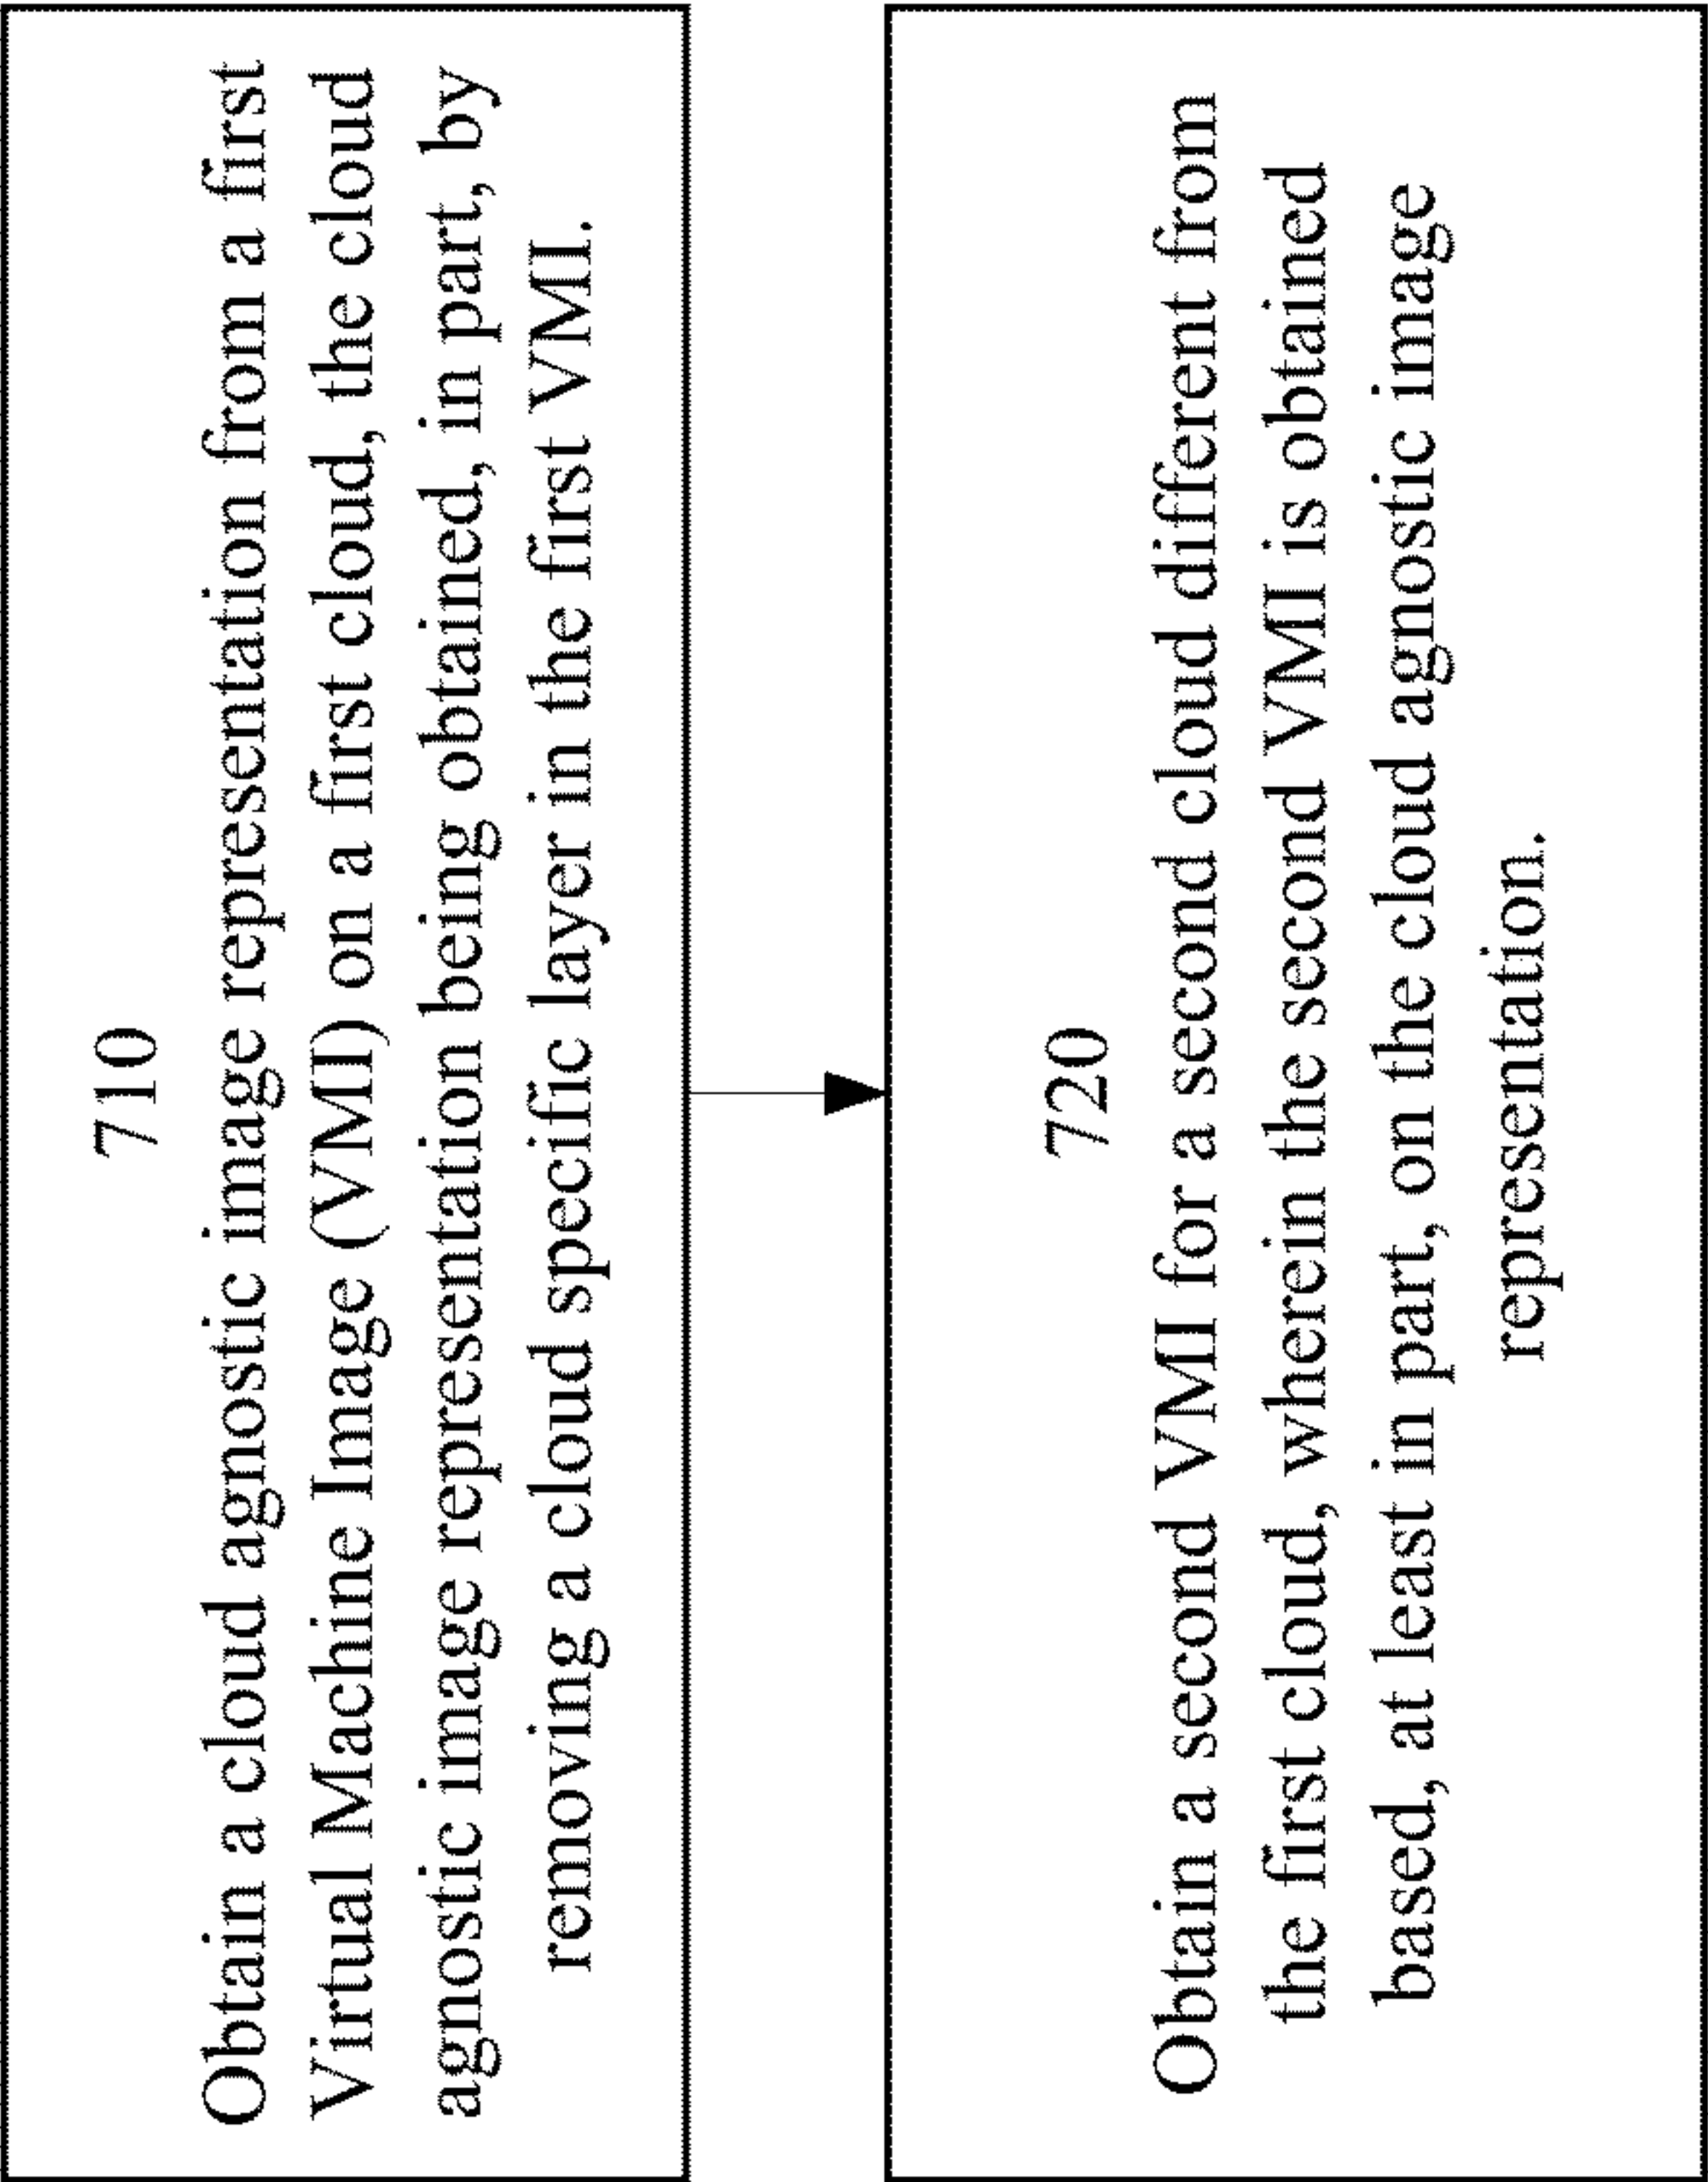 710
Obtain a cloud agnostic image representation from a first
Virtual Machine Image (VMI) on a first cloud, the cloud
agnostic image representation being obtained, in part, by
removing a cloud specific layer in the first VMI.
720
Obtain a second VMI for a second cloud different from
the first cloud, wherein the second VMI is obtained
based, at least in part, on the cloud agnostic image
representation.